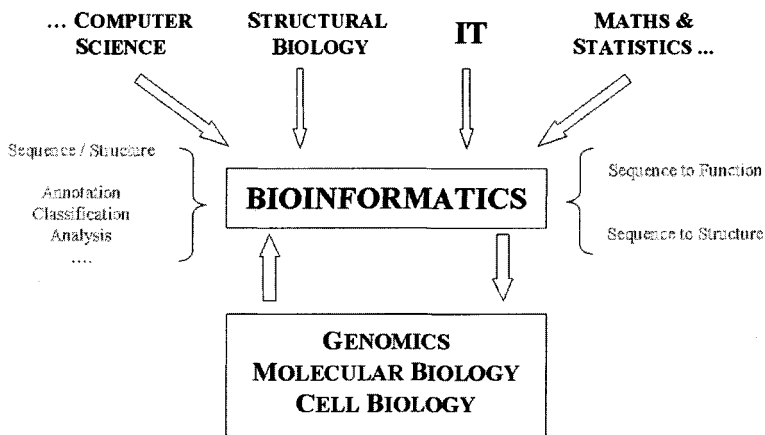 ... COMPUTER
SCIENCE
STRUCTURAL
BIOLOGY
IT
MATHS &
STATISTICS ...
Sequence / Structure
Annotation
Classification
Analysis
....
BIOINFORMATICS
Sequence to Function
Sequence to Structure
GENOMICS
MOLECULAR BIOLOGY
CELL BIOLOGY